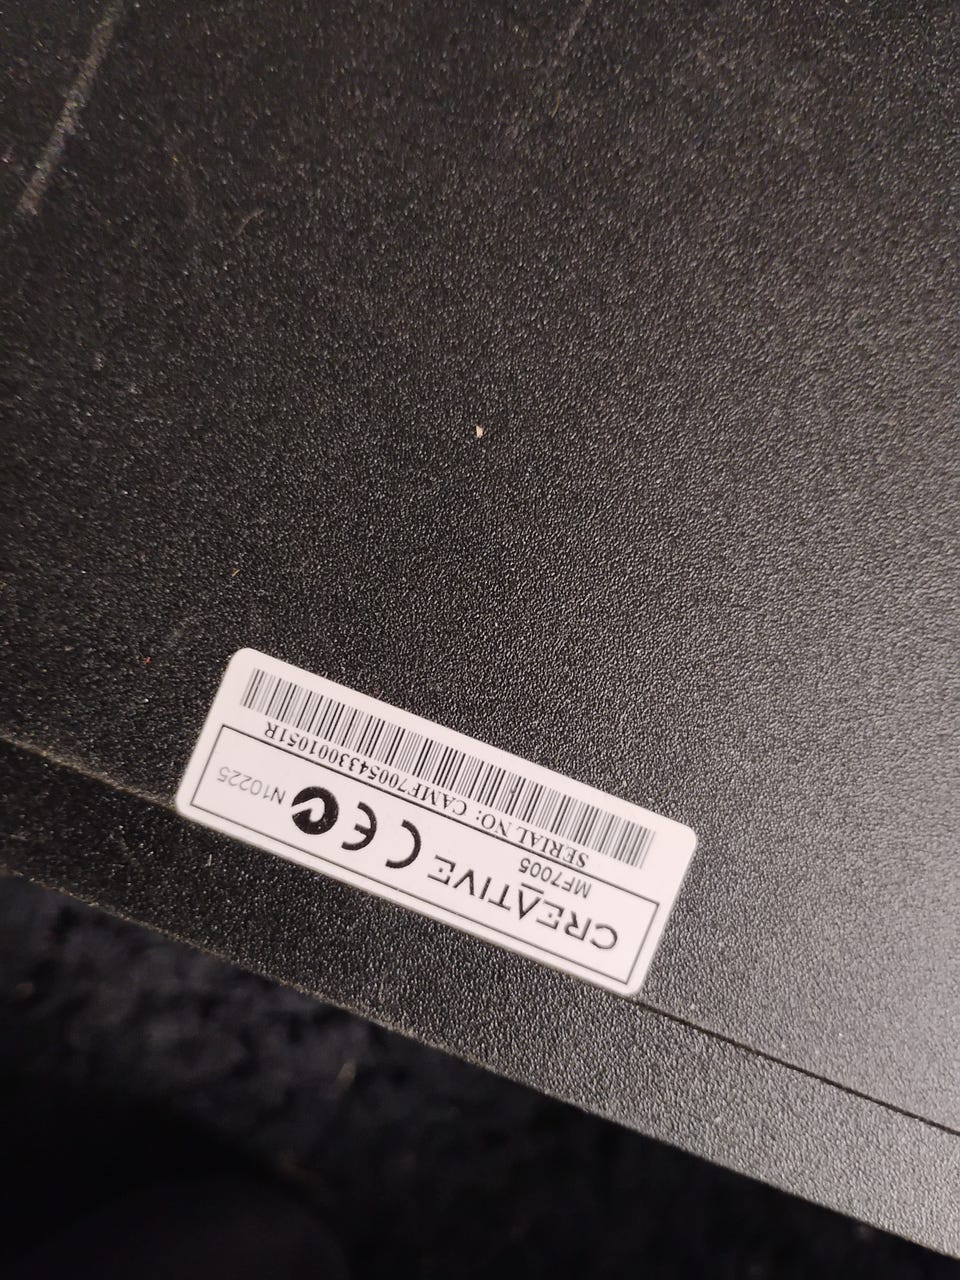 CREATIVE
MF7005
N10225
SERIAL NO: CAMF7005433001051R